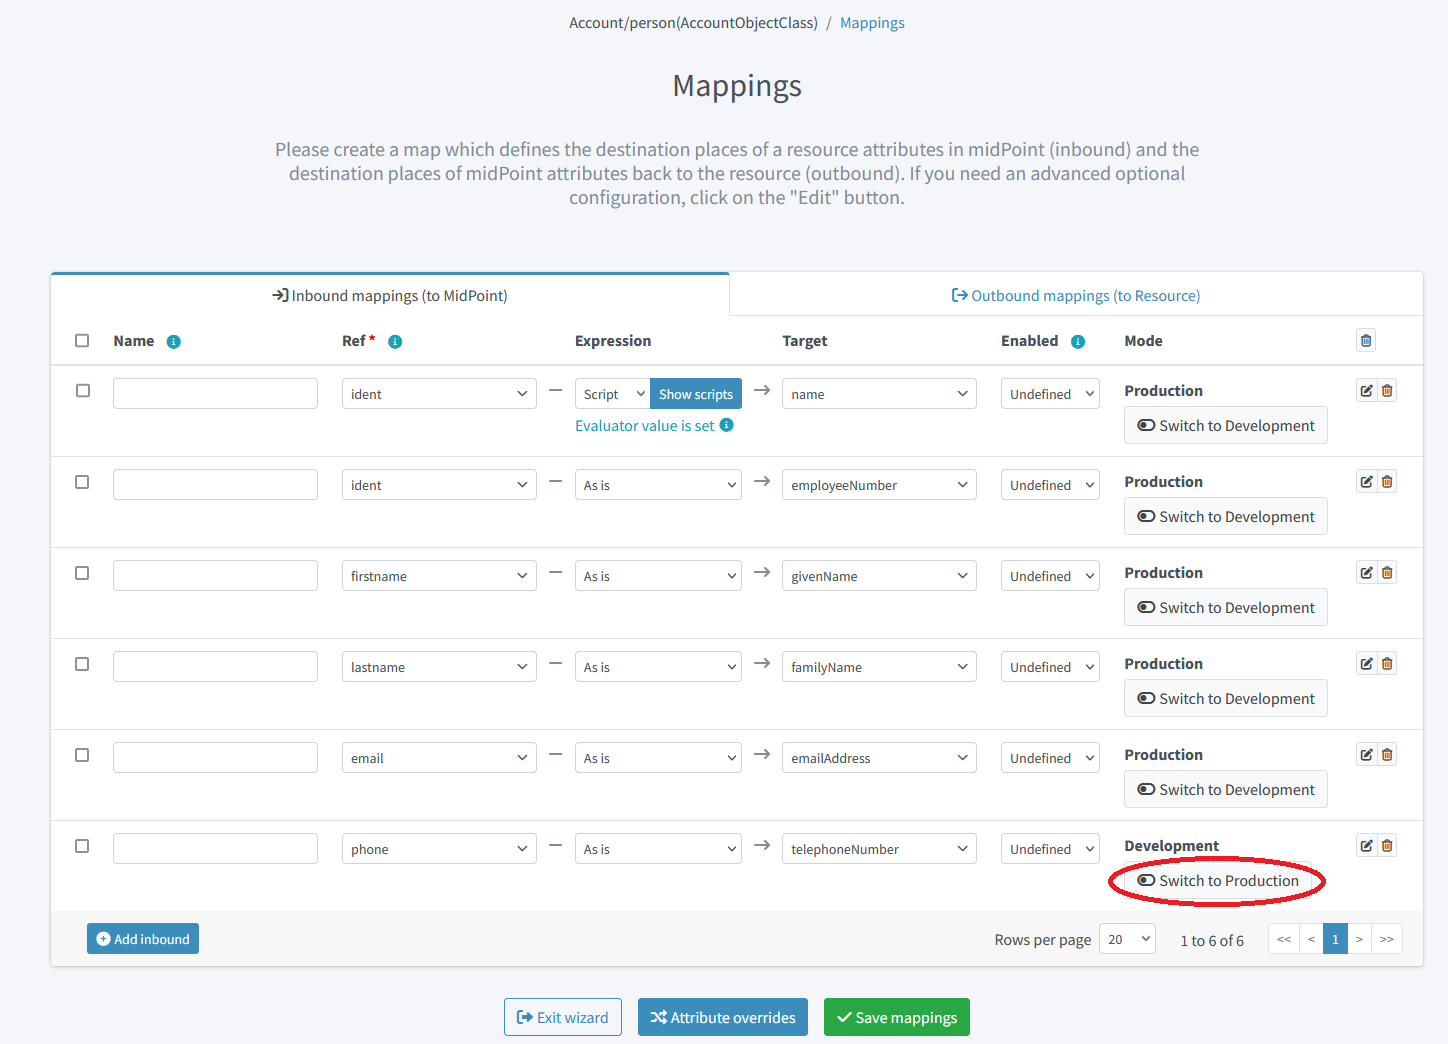 Account/person(AccountObjectClass) / Mappings
Mappings
Please create a map which defines the destination places of a resource attributes in midPoint (inbound) and the
destination places of midPoint attributes back to the resource (outbound). If you need an advanced optional
configuration, click on the "Edit" button.
Inbound mappings (to MidPoint) Outbound mappings (to Resource)
Name Ref * Expression Target Enabled Mode
ident Script Show scripts name Undefined Production
Evaluator value is set Switch to Development
ident As is employeeNumber Undefined Production
Switch to Development
firstname As is givenName Undefined Production
Switch to Development
lastname As is familyName Undefined Production
Switch to Development
email As is emailAddress Undefined Production
Switch to Development
phone As is telephoneNumber Undefined Development
Switch to Production
Add inbound Rows per page 20 1 to 6 of 6 << < 1 > >>
Exit wizard Attribute overrides Save mappings